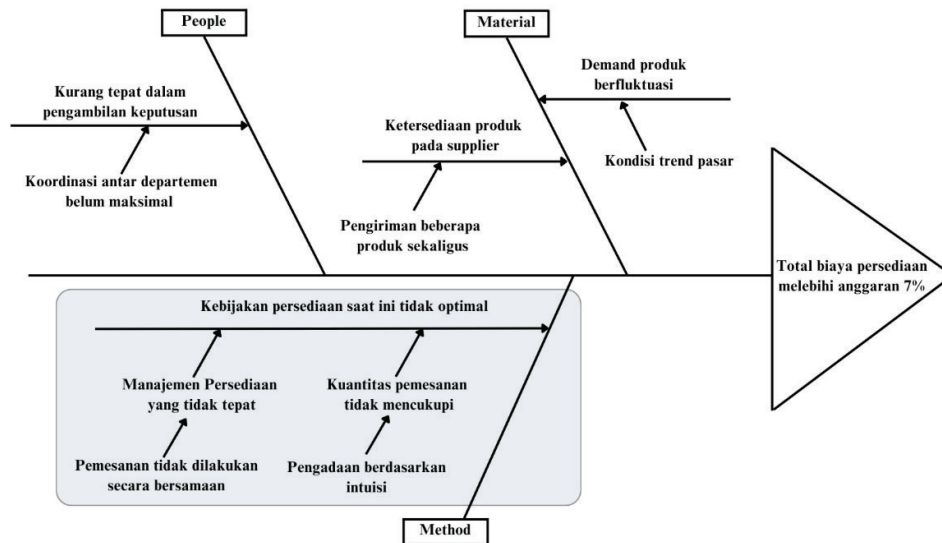 People
Material
Demand produk
berfluktuasi
Kurang tepat dalam
pengambilan keputusan
Ketersediaan produk
pada supplier
Kondisi trend pasar
Koordinasi antar departemen
belum maksimal
Pengiriman beberapa
produk sekaligus
Total biaya persediaan
melebihi anggaran 7%
Kebijakan persediaan saat ini tidak optimal
Manajemen Persediaan
yang tidak tepat
Kuantitas pemesanan
tidak mencukupi
Pemesanan tidak dilakukan
secara bersamaan
Pengadaan berdasarkan
intuisi
Method